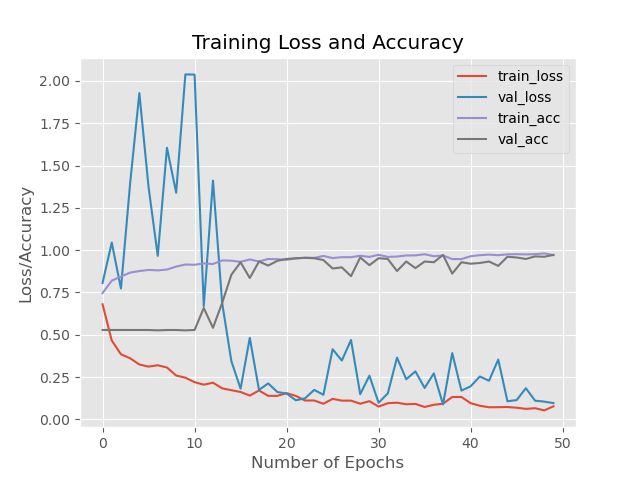 Training Loss and Accuracy
train_loss
val_loss
train_acc
val_acc
2.00
1.75
1.50
1.25
1.00
0.75
0.50
0.25
0.00
Loss/Accuracy
0 10 20 30 40 50
Number of Epochs